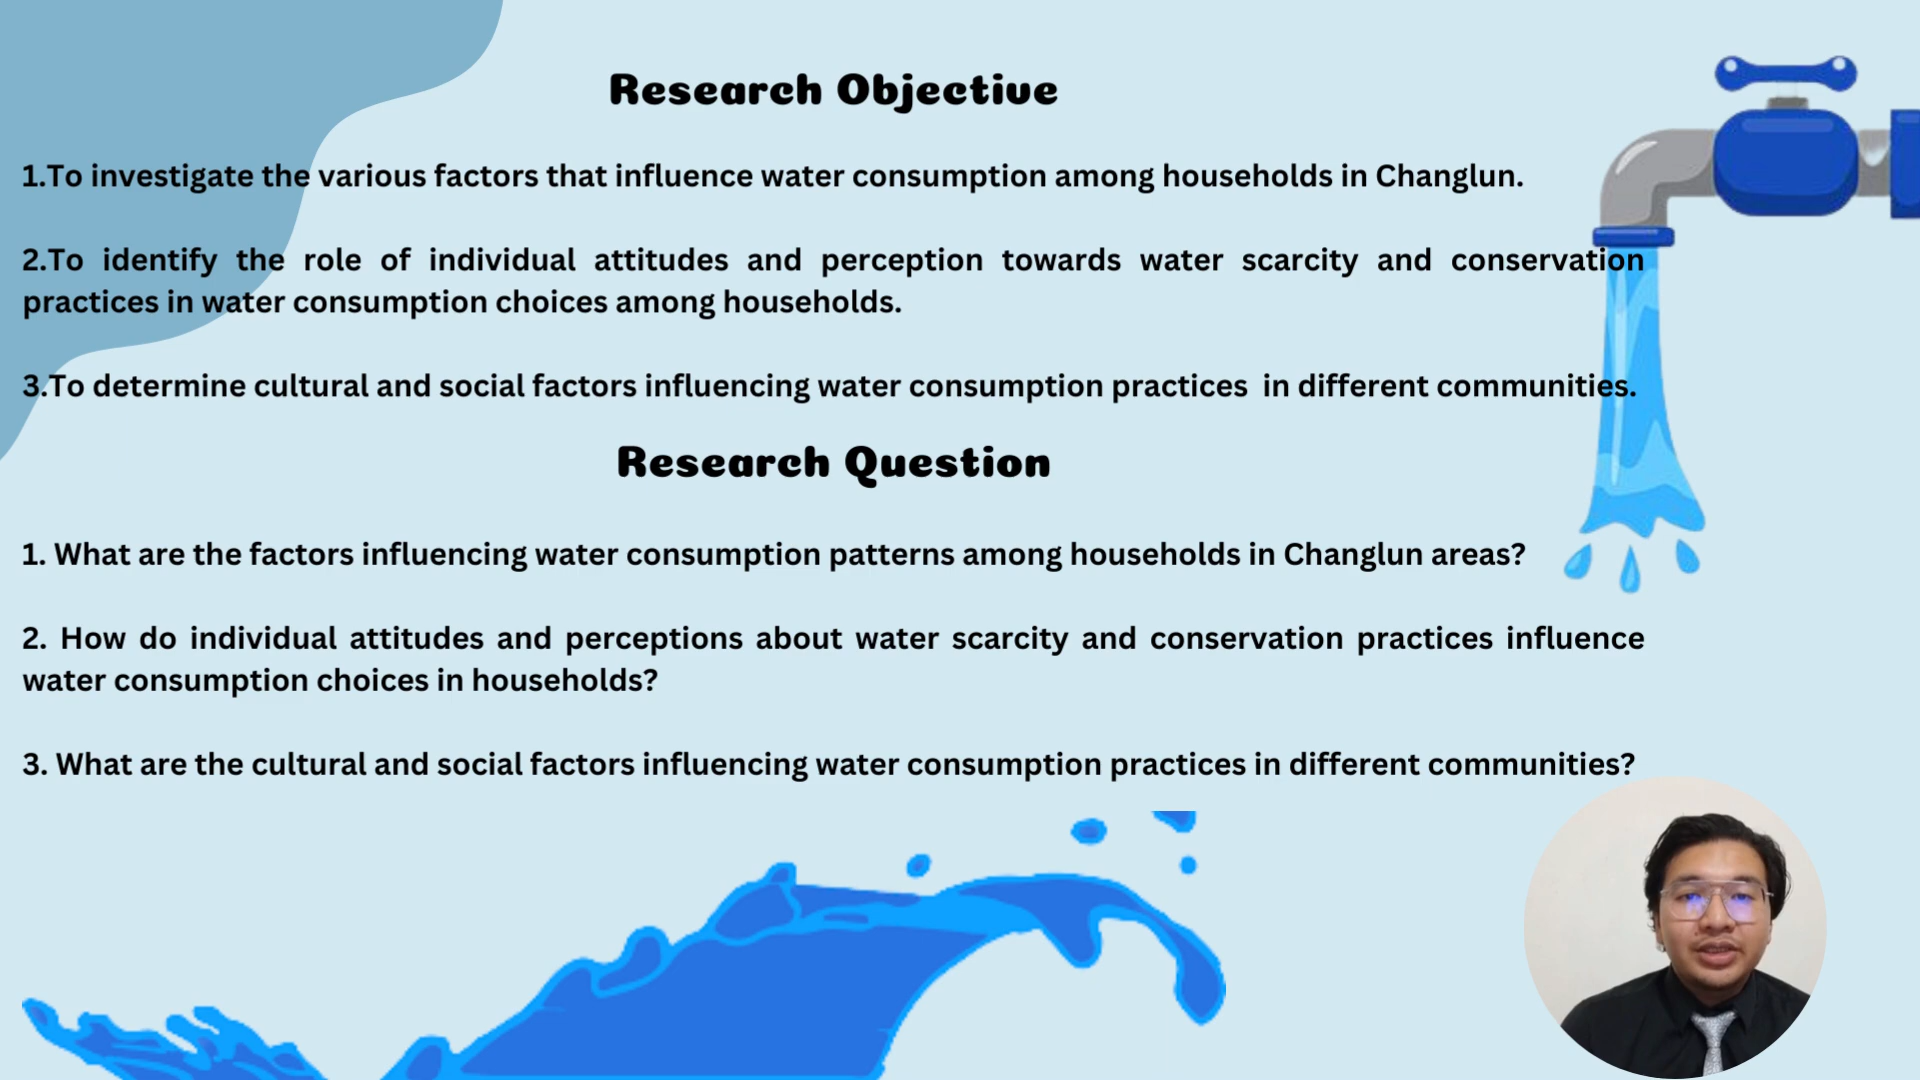 Research Objective
1.To investigate the various factors that influence water consumption among households in Changlun.
2.To identify the role of individual attitudes and perception towards water scarcity and conservation
practices in water consumption choices among households.
3.To determine cultural and social factors influencing water consumption practices  in different communities.
Research Question
1. What are the factors influencing water consumption patterns among households in Changlun areas?
2. How do individual attitudes and perceptions about water scarcity and conservation practices influence
water consumption choices in households?
3. What are the cultural and social factors influencing water consumption practices in different communities?